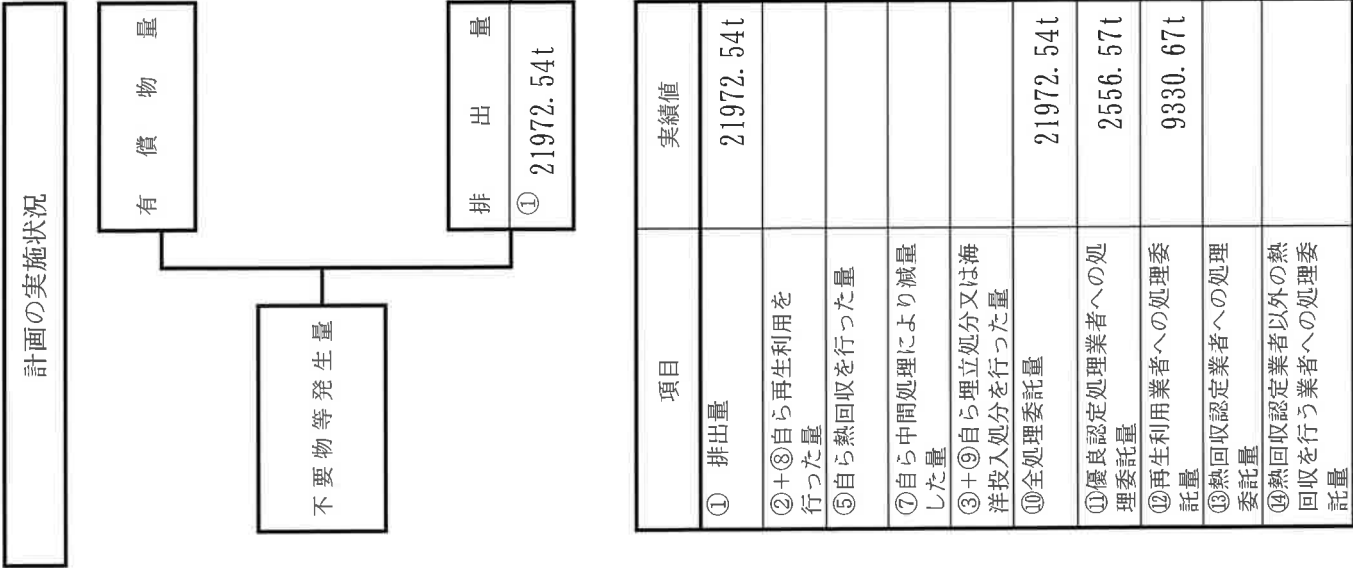 計画の実施状況
有償物量
不要物等発生量
排出量
① 21972.54t
項目 実績値
① 排出量 21972.54t
②+⑧自ら再生利用を
行った量
⑤自ら熱回収を行った量
⑦自ら中間処理により減量
した量
③+⑨自ら埋立処分又は海
洋投入処分を行った量
⑩全処理委託量 21972.54t
⑪優良認定処理業者への処
理委託量 2556.57t
⑫再生利用業者への処理委
託量 9330.67t
⑬熱回収認定業者への処理
委託量
⑭熱回収認定業者以外の熱
回収を行う業者への処理委
託量